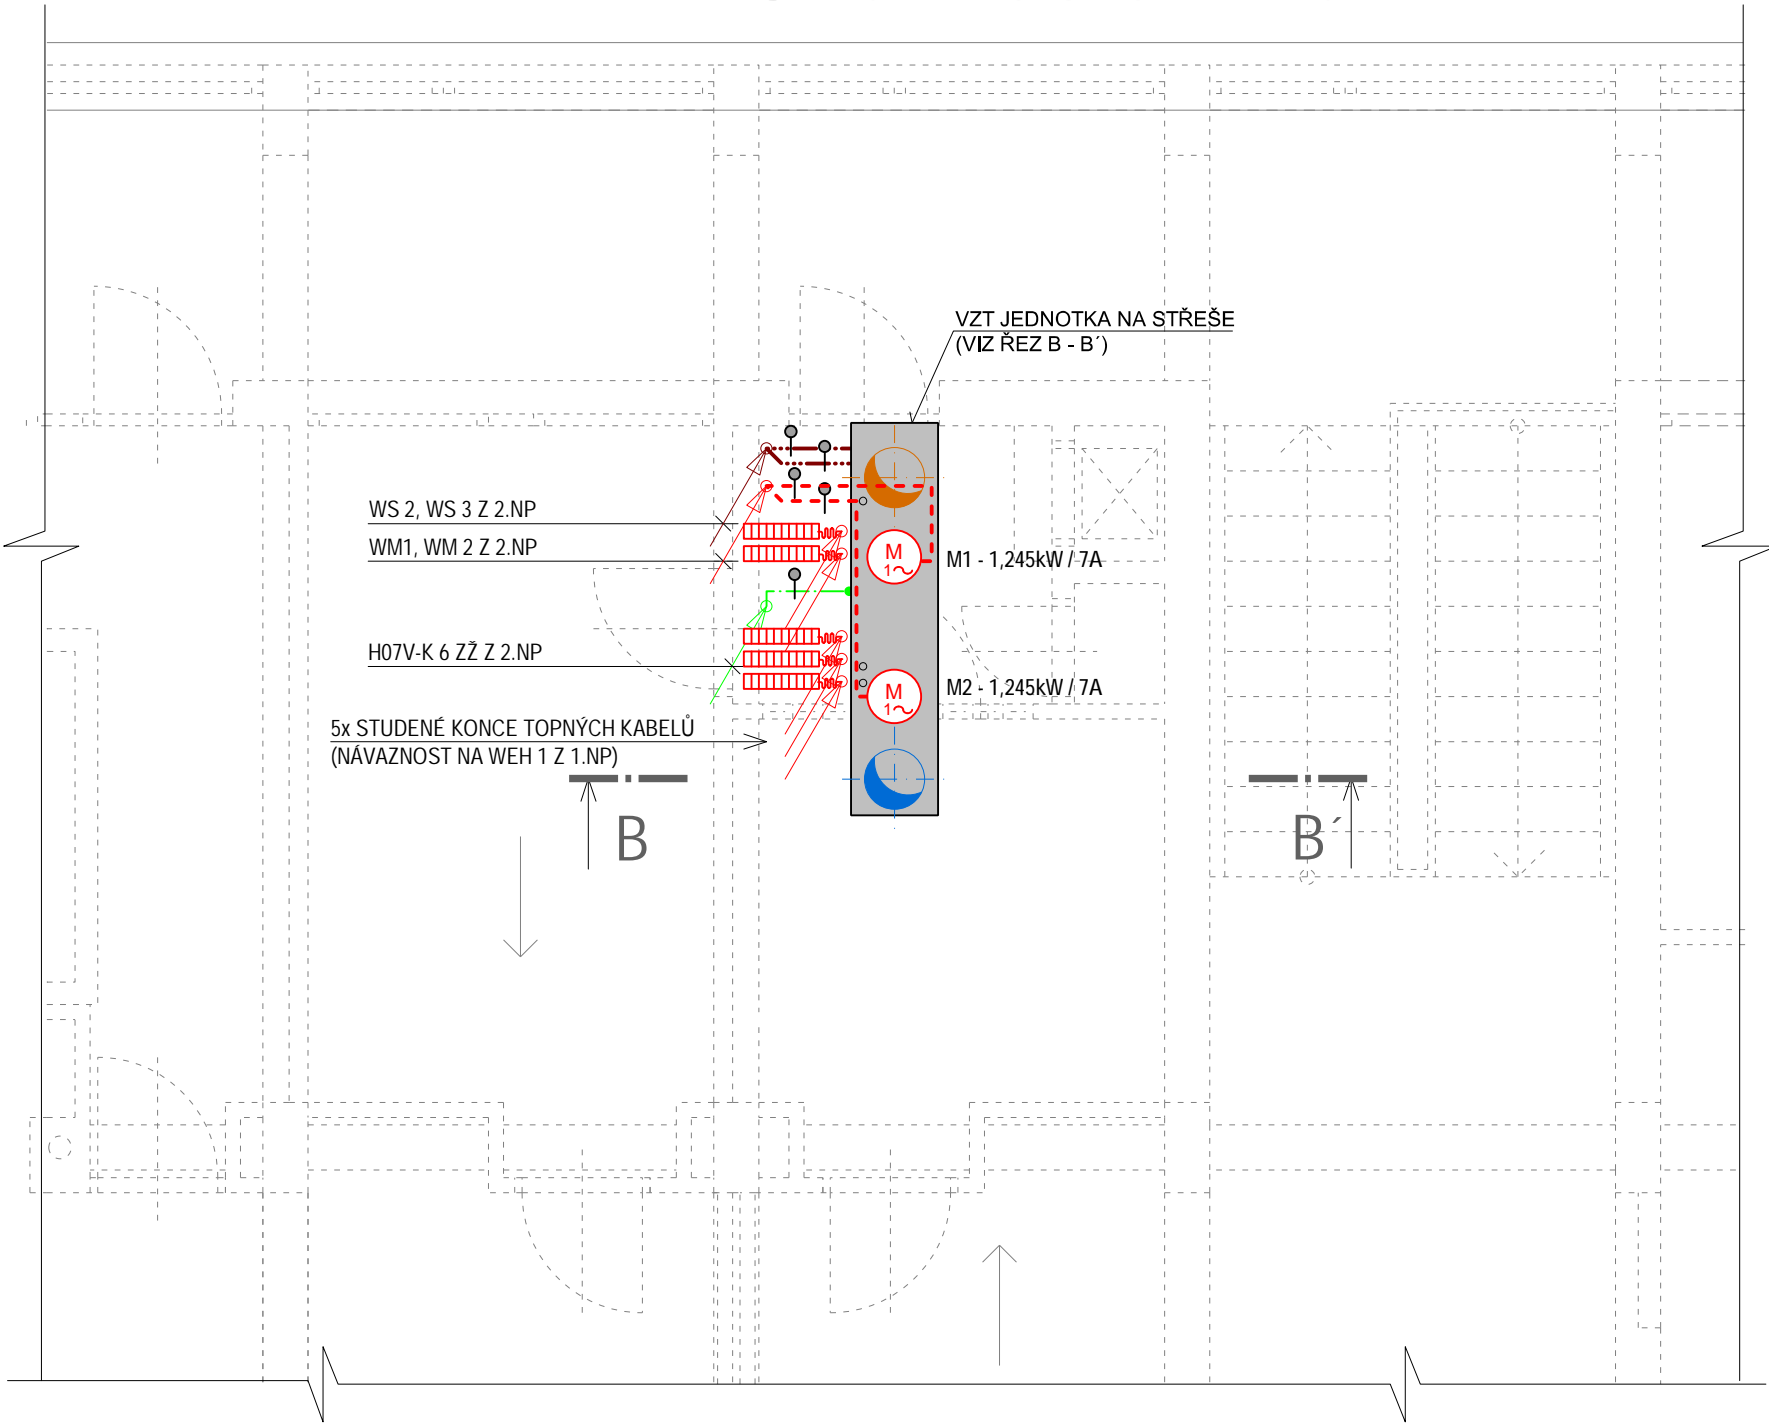 VZT JEDNOTKA NA STŘEŠE
(VIZ ŘEZ B - B´)
WS 2, WS 3 Z 2.NP
WM1, WM 2 Z 2.NP
M
1~
M1 - 1,245kW / 7A
H07V-K 6 ZŽ Z 2.NP
M
1~
M2 - 1,245kW / 7A
5x STUDENÉ KONCE TOPNÝCH KABELŮ
(NÁVAZNOST NA WEH 1 Z 1.NP)
B
B´